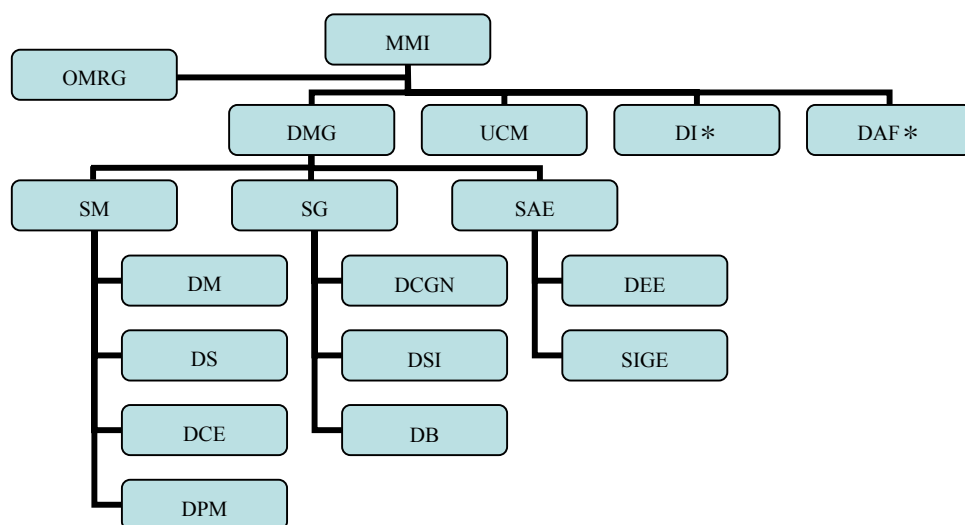 MMI
OMRG
DMG
UCM
DI*
DAF*
SM
SG
SAE
DM
DCGN
DEE
DS
DSI
SIGE
DCE
DB
DPM